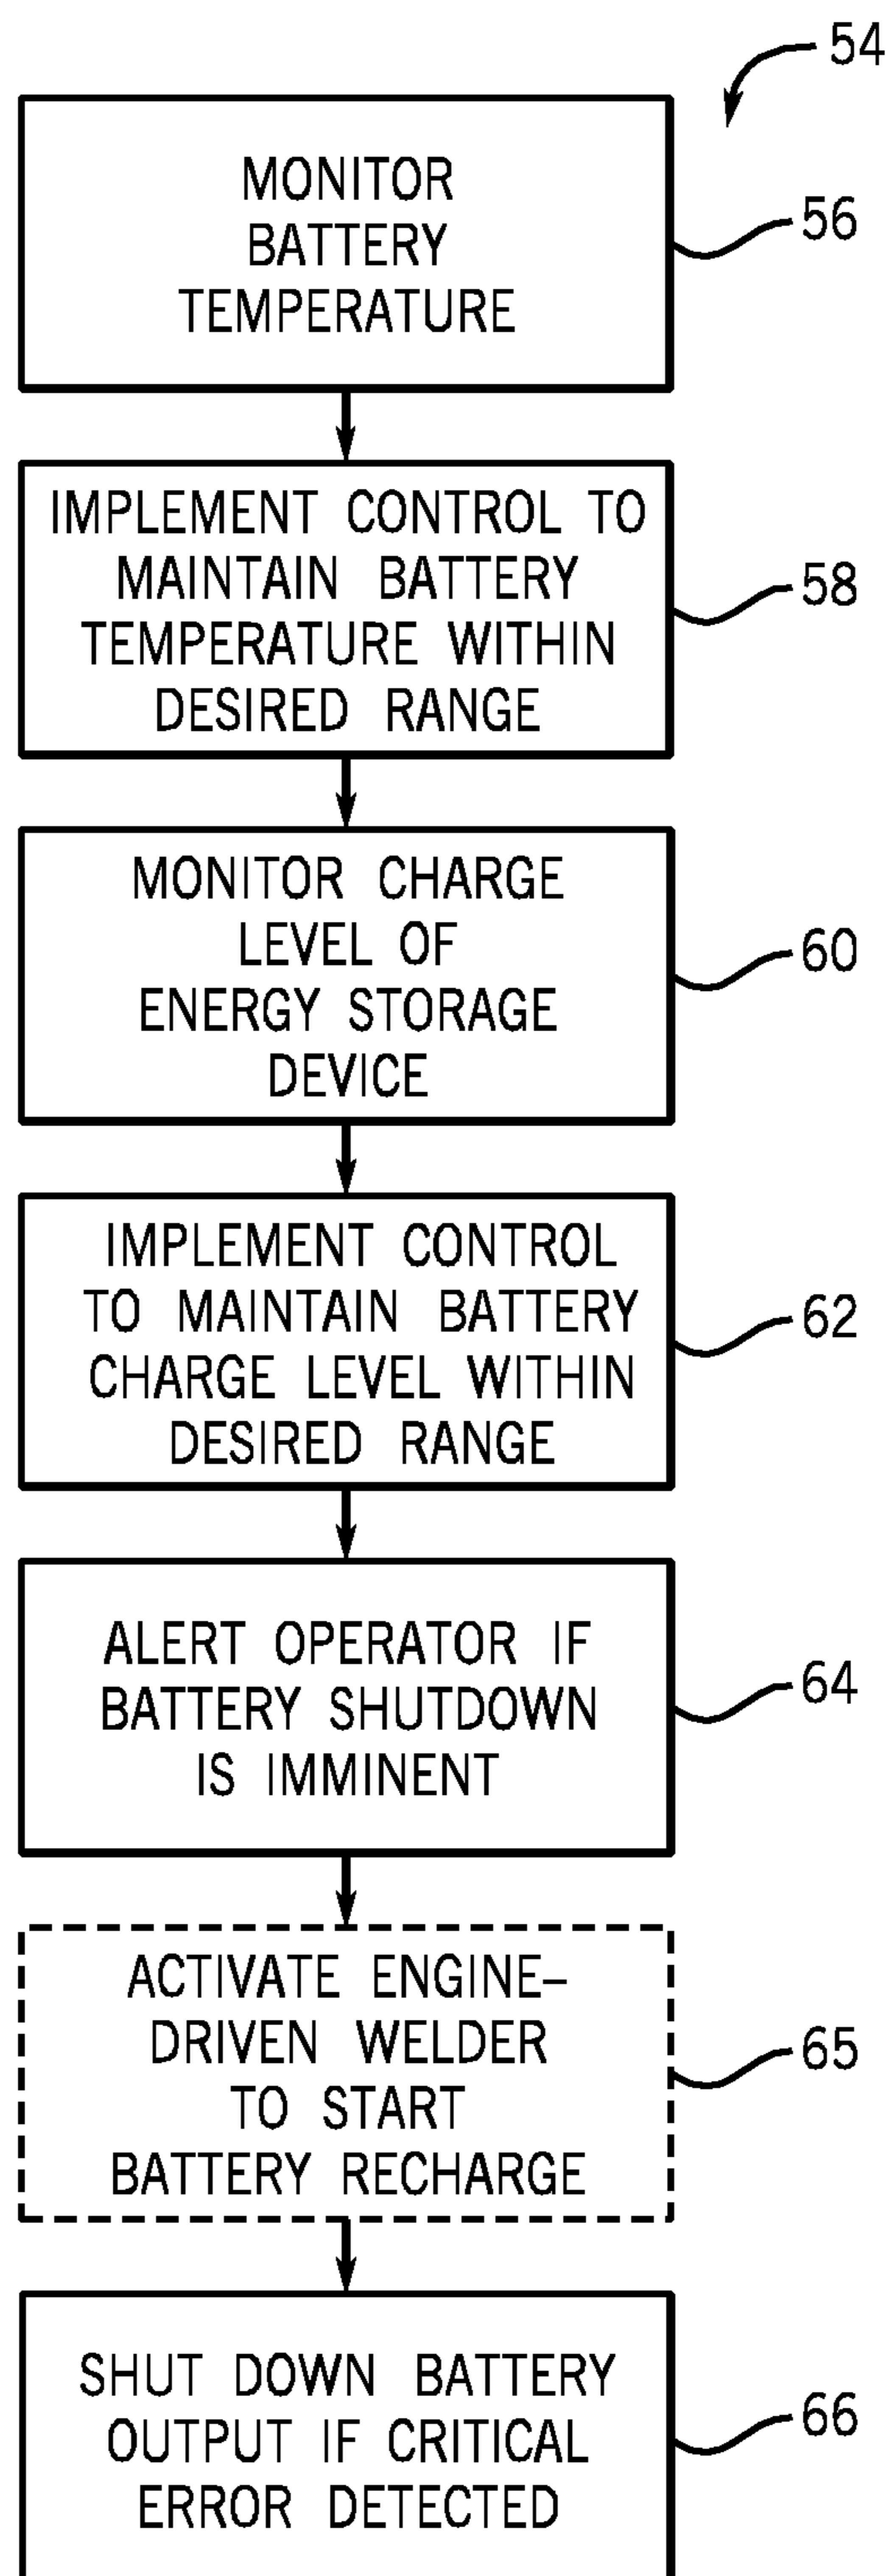 54
MONITOR
BATTERY
TEMPERATURE
56
IMPLEMENT CONTROL TO
MAINTAIN BATTERY
TEMPERATURE WITHIN
DESIRED RANGE
58
MONITOR CHARGE
LEVEL OF
ENERGY STORAGE
DEVICE
60
IMPLEMENT CONTROL
TO MAINTAIN BATTERY
CHARGE LEVEL WITHIN
DESIRED RANGE
62
ALERT OPERATOR IF
BATTERY SHUTDOWN
IS IMMINENT
64
ACTIVATE ENGINE–
DRIVEN WELDER
TO START
BATTERY RECHARGE
65
SHUT DOWN BATTERY
OUTPUT IF CRITICAL
ERROR DETECTED
66